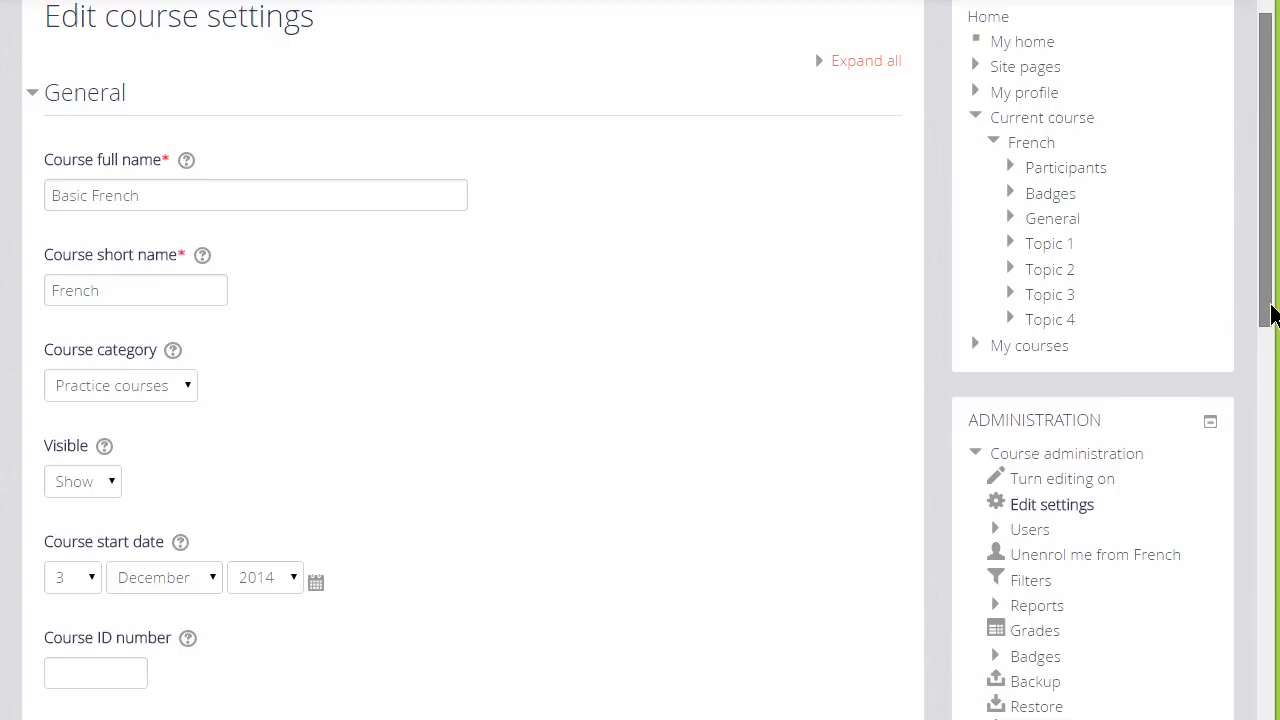 Edit course settings
Expand all
General
Course full name*
Basic French
Course short name*
French
Course category
Practice courses
Visible
Show
Course start date
3 December 2014
Course ID number
Home
My home
Site pages
My profile
Current course
French
Participants
Badges
General
Topic 1
Topic 2
Topic 3
Topic 4
My courses
ADMINISTRATION
Course administration
Turn editing on
Edit settings
Users
Unenrol me from French
Filters
Reports
Grades
Badges
Backup
Restore